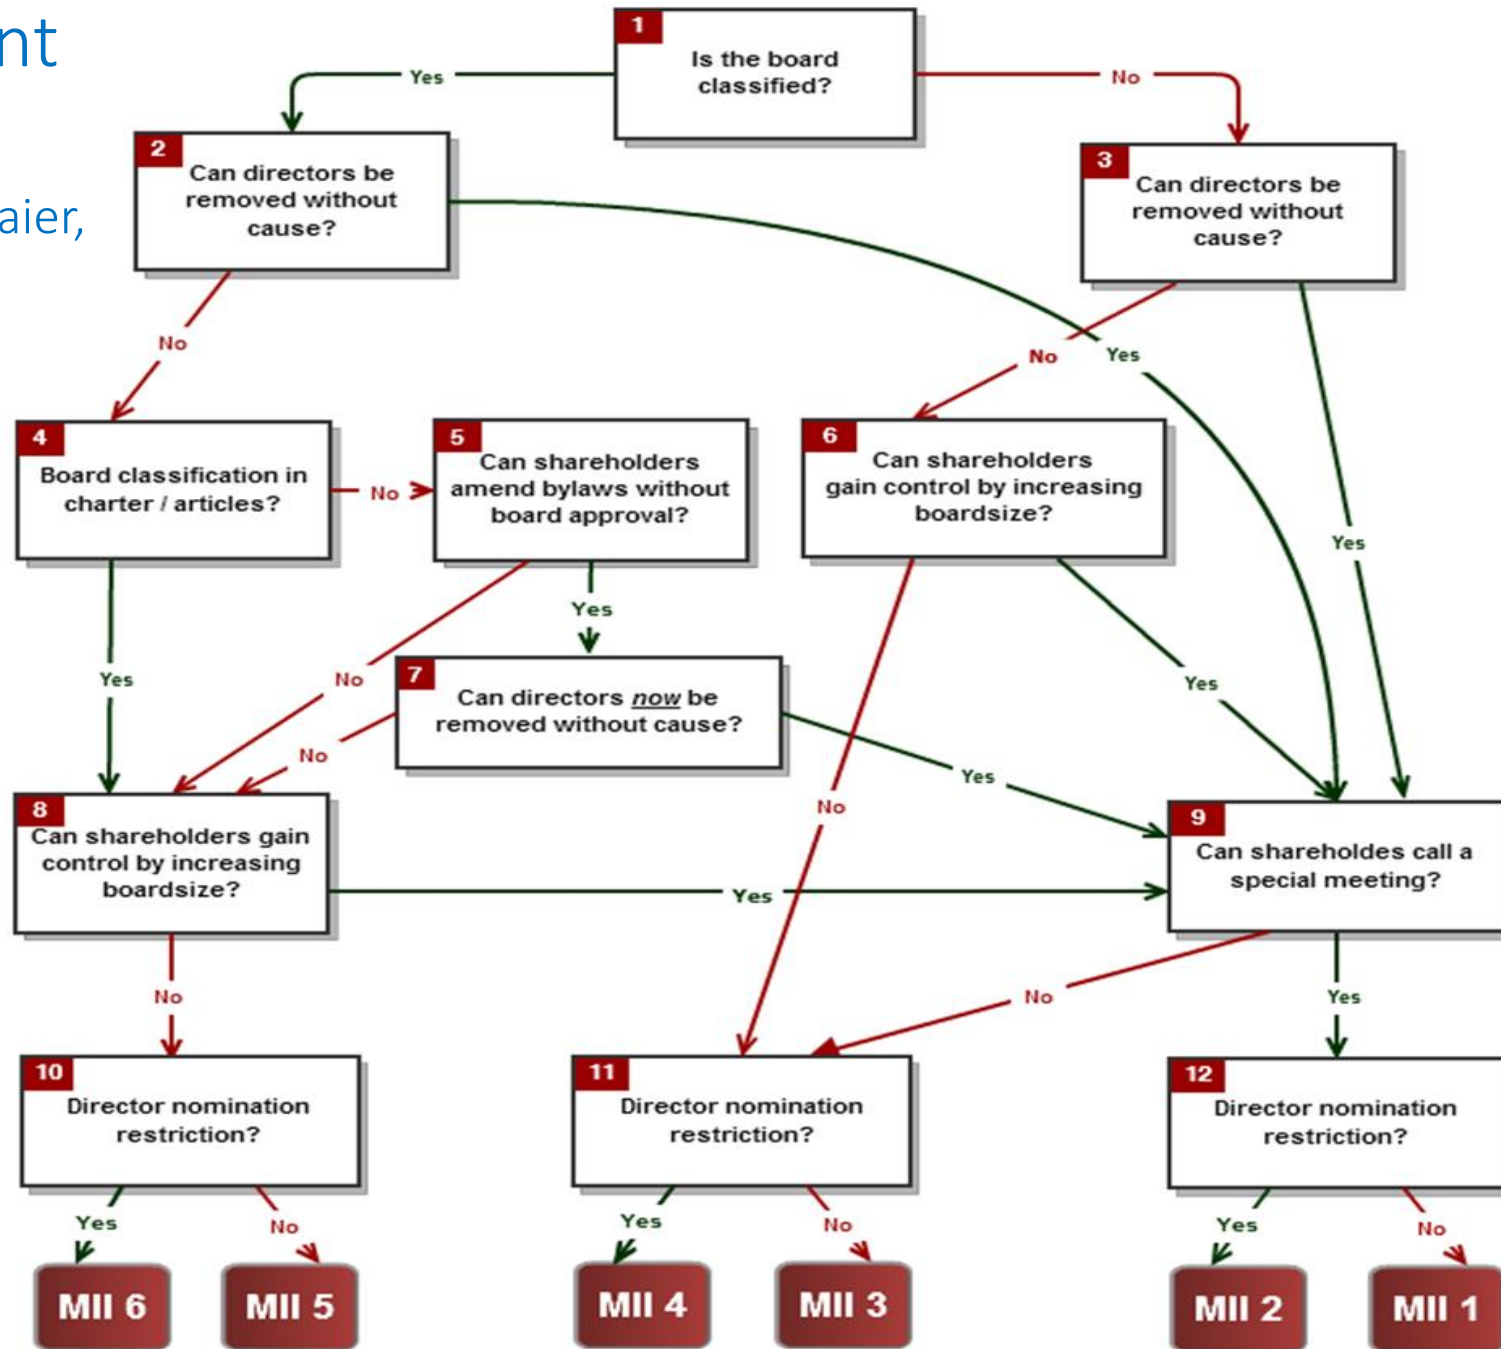 nt
aier,
1
Is the board
classified?
Yes
No
2
Can directors be
removed without
cause?
3
Can directors be
removed without
cause?
No
No
Yes
4
Board classification in
charter / articles?
No
5
Can shareholders
amend bylaws without
board approval?
6
Can shareholders
gain control by increasing
boardsize?
Yes
Yes
Yes
No
Yes
7
Can directors now be
removed without cause?
No
Yes
No
8
Can shareholders gain
control by increasing
boardsize?
Yes
9
Can shareholdes call a
special meeting?
No
No
Yes
10
Director nomination
restriction?
11
Director nomination
restriction?
12
Director nomination
restriction?
Yes
No
Yes
No
Yes
No
MII 6
MII 5
MII 4
MII 3
MII 2
MII 1